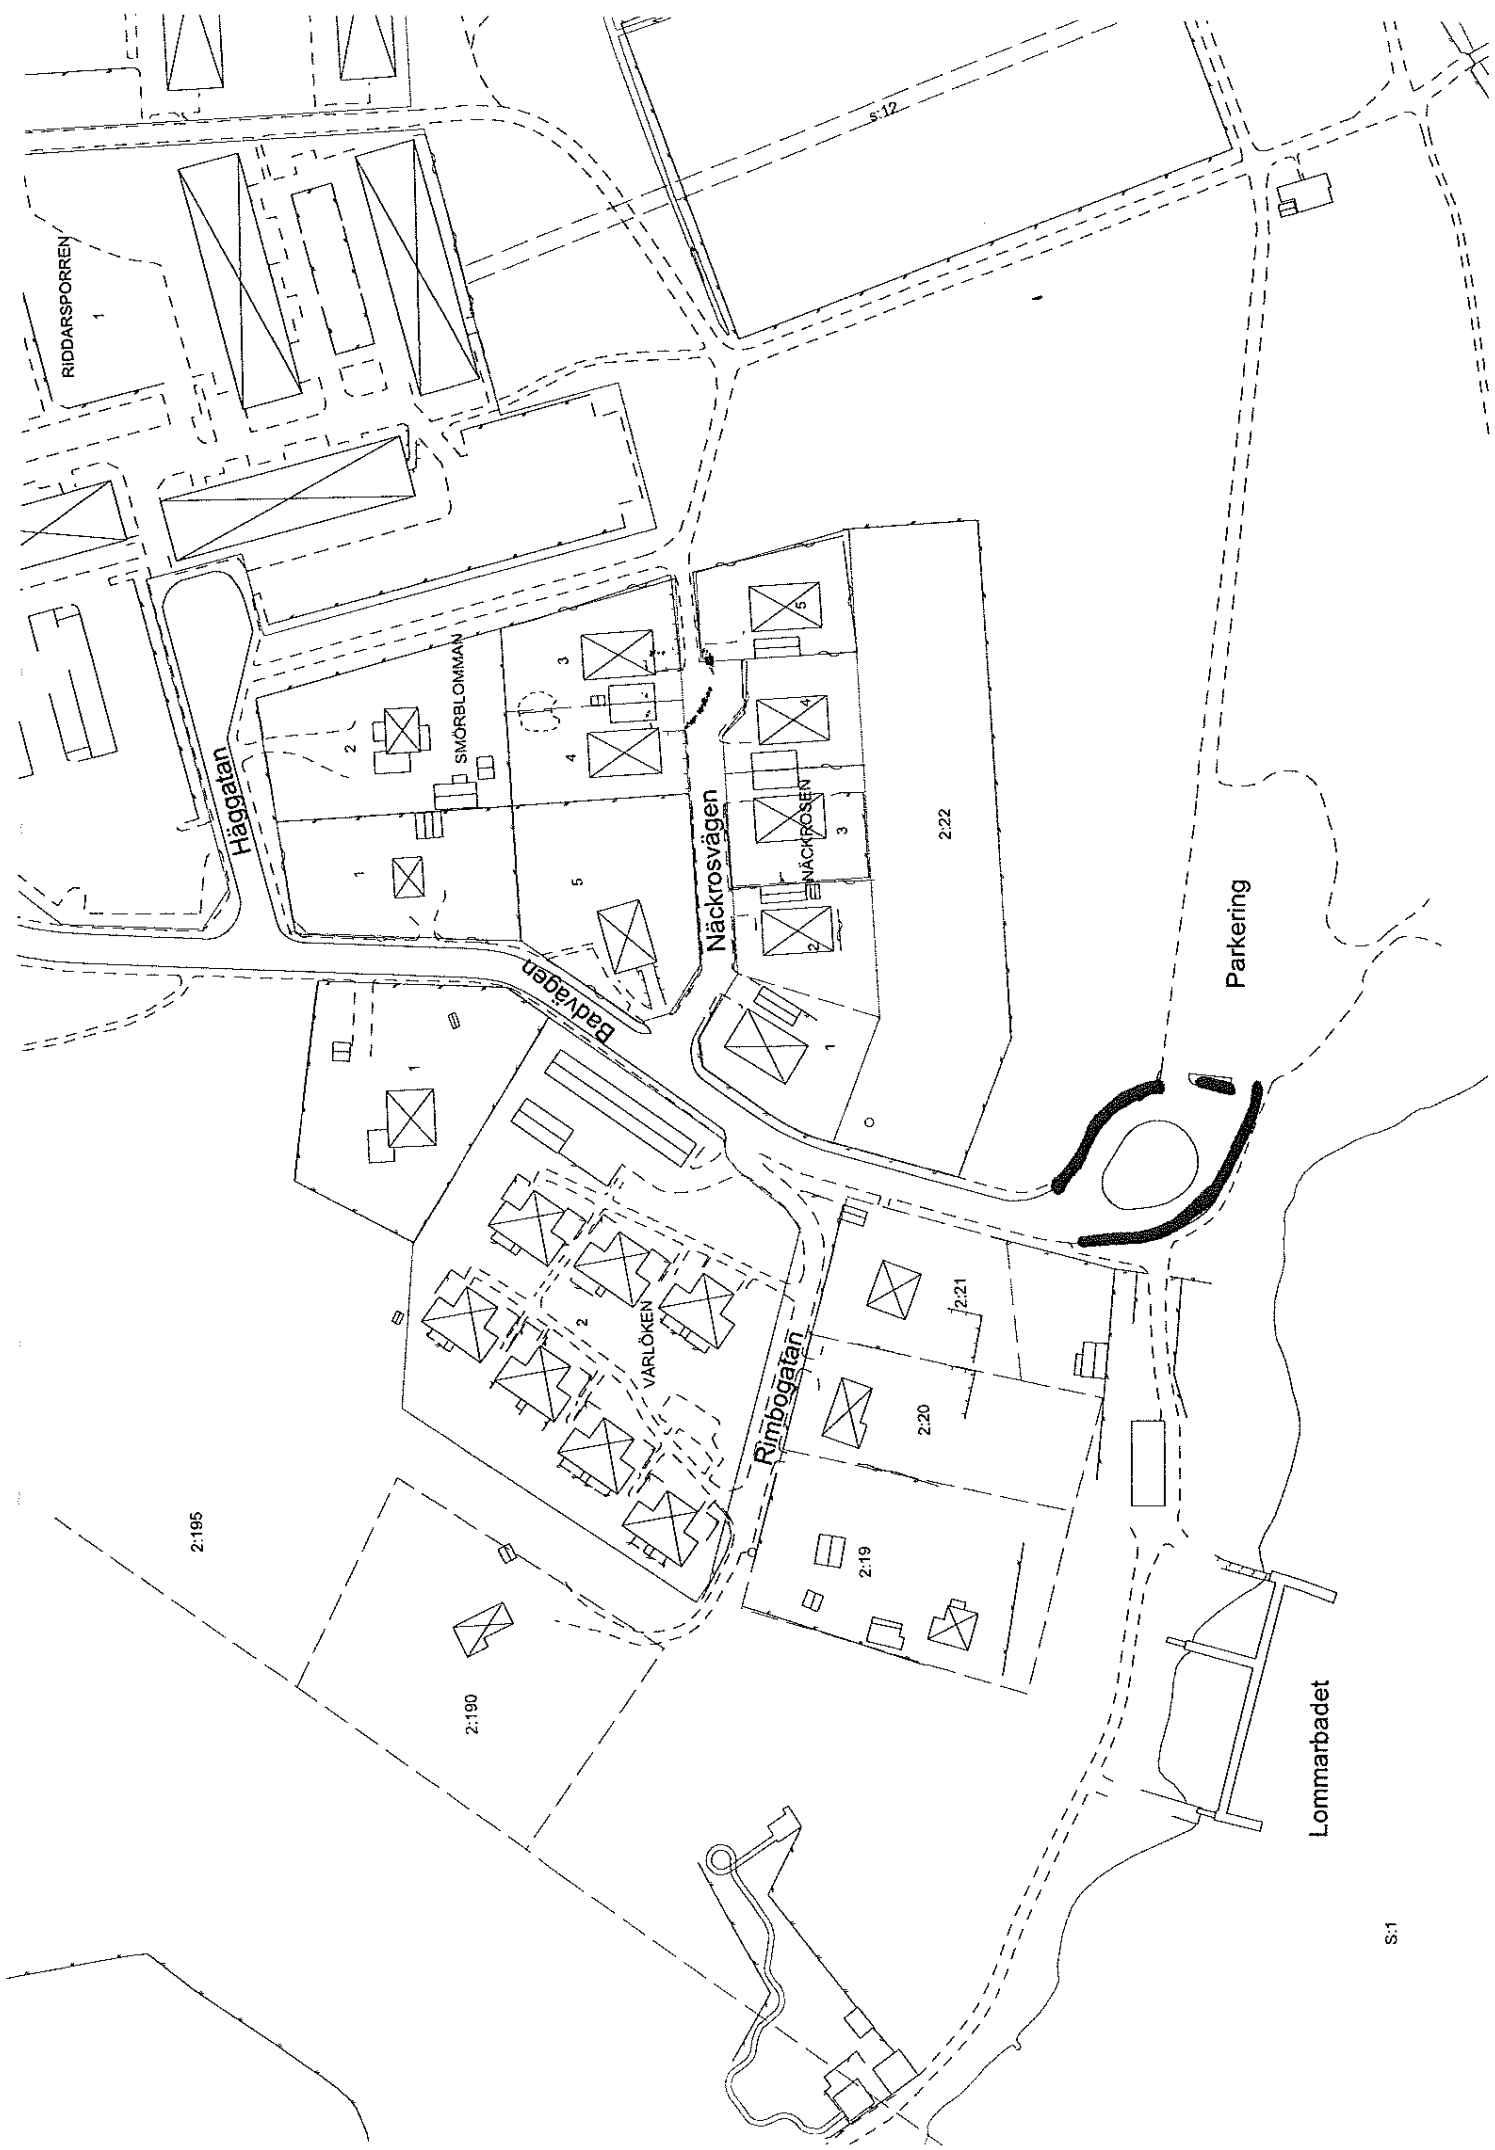 s:12
RIDDARSPORREN
1
Häggatan
2
SMÖRBLOMMAN
3
4
1
5
5
4
NÄCKROSEN
3
2
1
Näckrosvägen
Badvägen
2:22
1
Parkering
2
VÅRLÖKEN
Rimbogatan
2:21
2:20
2:19
2:195
2:190
Lommarbadet
S:1